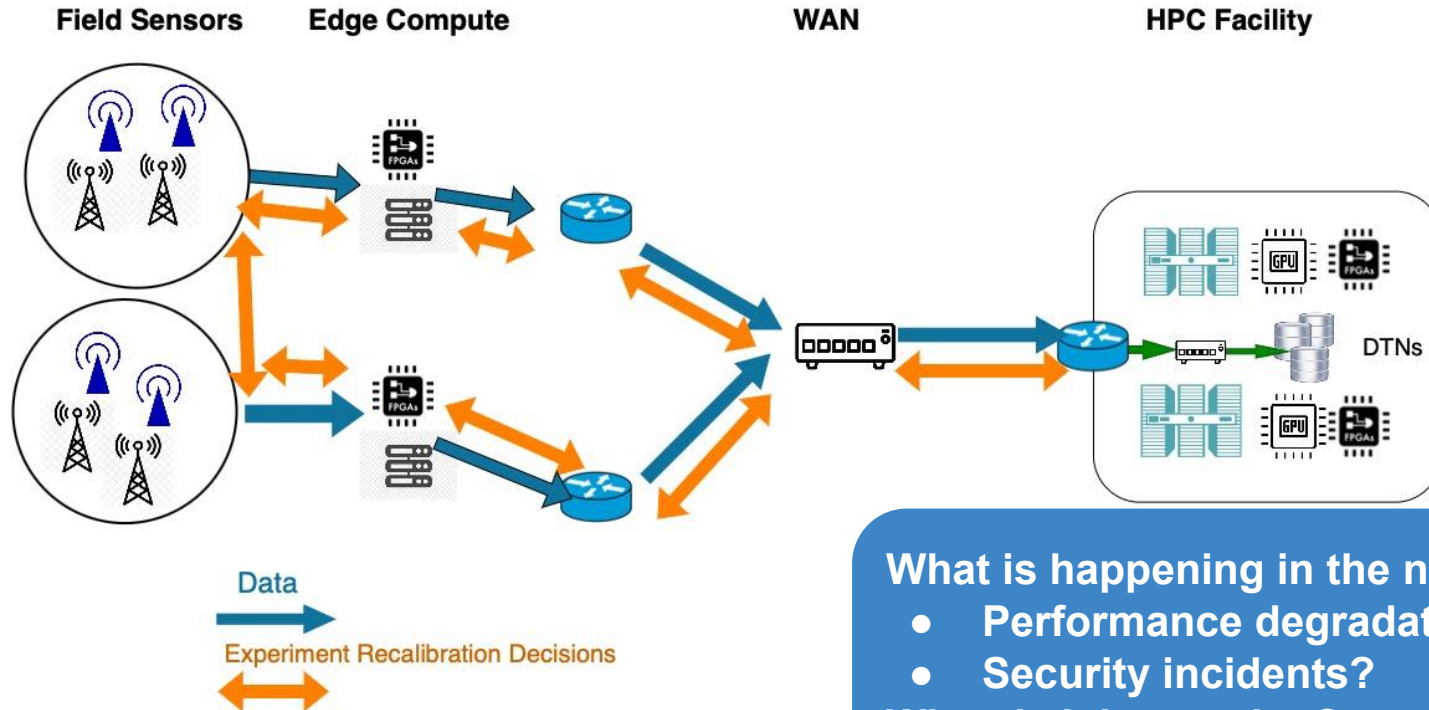 Field Sensors
Edge Compute
WAN
HPC Facility
FPGAs
GPU
FPGAs
DTNs
FPGAs
GPU
FPGAs
Data
Experiment Recalibration Decisions
What is happening in the
● Performance
● Security incidents?